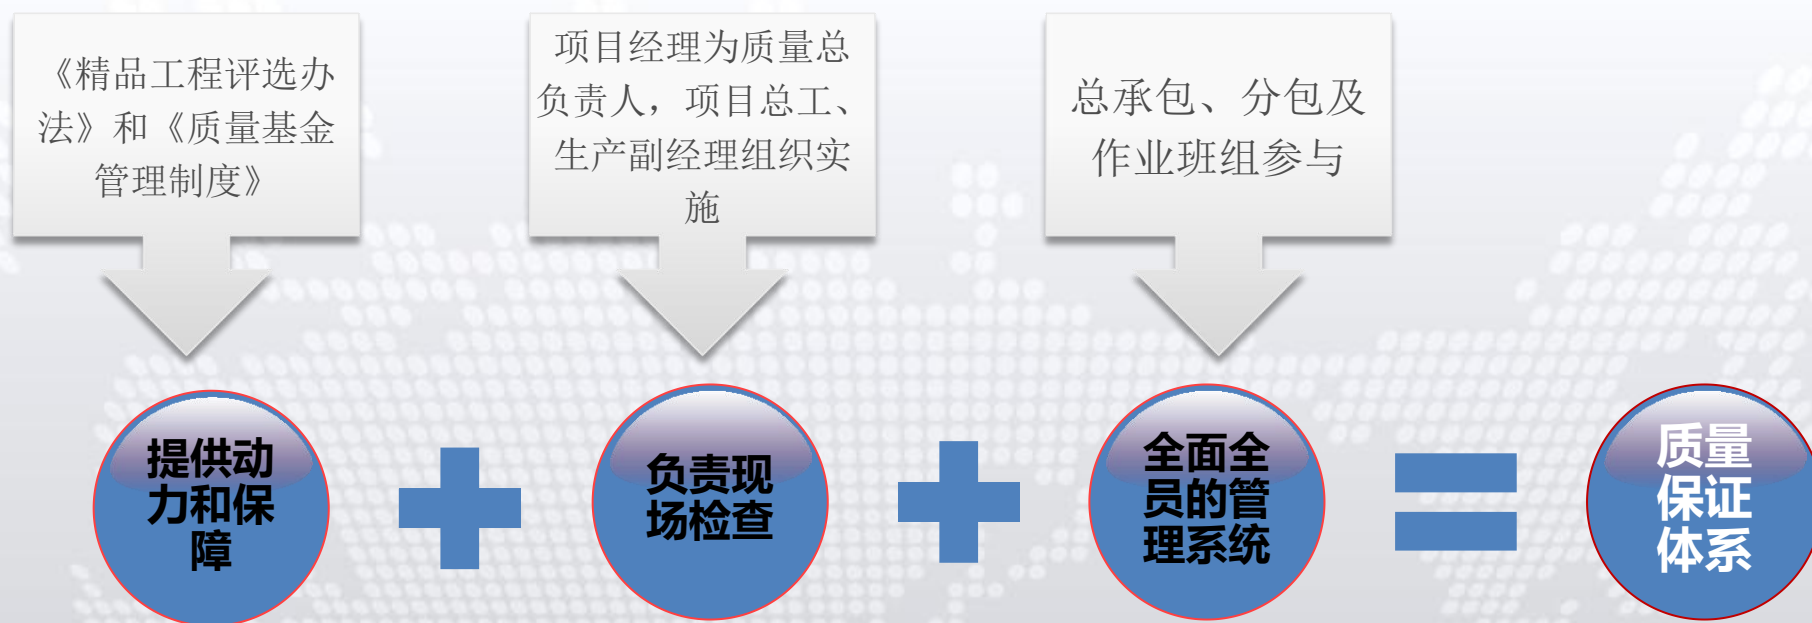 《精品工程评选办
法》和《质量基金
管理制度》
项目经理为质量总
负责人，项目总工、
生产副经理组织实
施
总承包、分包及
作业班组参与
提供动
力和保
障
负责现
场检查
全面全
员的管
理系统
质量
保证
体系